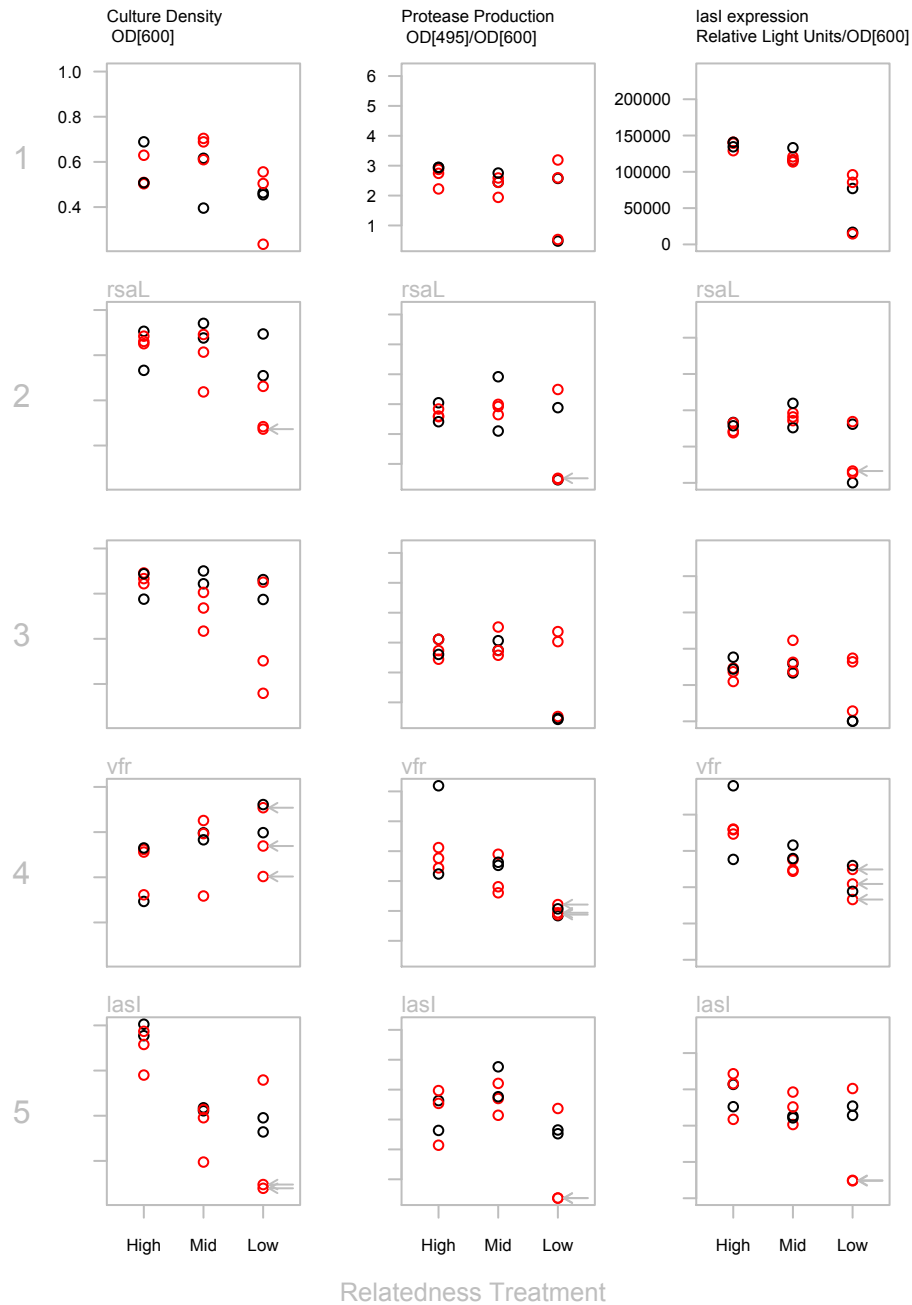 Culture Density
OD[600]
Protease Production
OD[495]/OD[600]
lasI expression
Relative Light Units/OD[600]
1
1.0
0.8
0.6
0.4
6
5
4
3
2
1
200000
150000
100000
50000
0
rsaL
rsaL
rsaL
2
3
vfr
vfr
vfr
4
lasI
lasI
lasI
5
High
Mid
Low
High
Mid
Low
High
Mid
Low
Relatedness Treatment